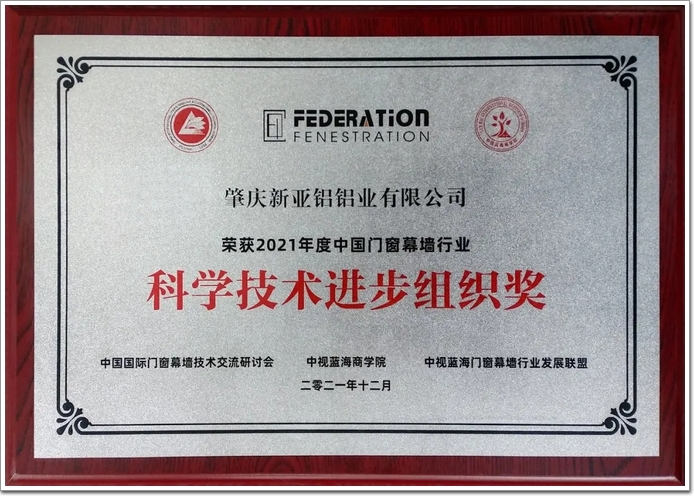 FEDERATION
FENESTRATION
肇庆新亚铝铝业有限公司
荣获2021年度中国门窗幕墙行业
科学技术进步组织奖
中国国际门窗幕墙技术交流研讨会 中视蓝海商学院 中视蓝海门窗幕墙行业发展联盟
二零二一年十二月